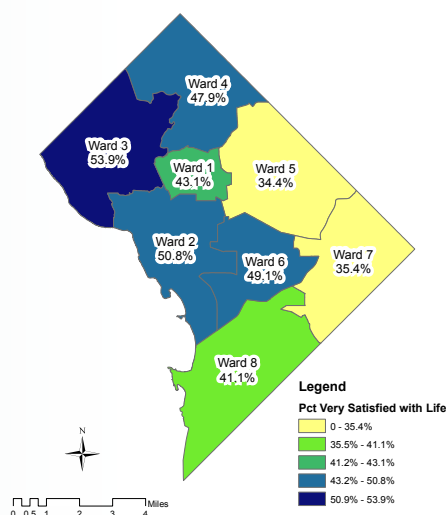 Ward 4
47.9%
Ward 3
53.9%
Ward 1
43.1%
Ward 5
34.4%
Ward 2
50.8%
Ward 6
49.1%
Ward 7
35.4%
Ward 8
41.1%
Legend
Pct Very Satisfied with Life
0 - 35.4%
35.5% - 41.1%
41.2% - 43.1%
43.2% - 50.8%
50.9% - 53.9%
N
Miles
0 0.5 1 2 3 4